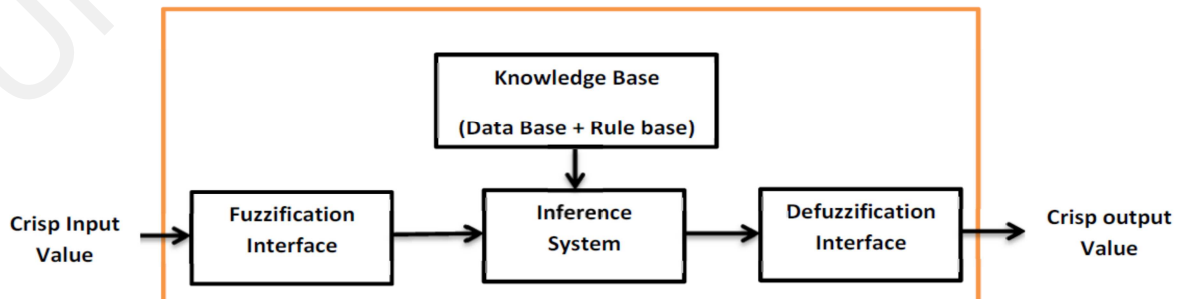 Knowledge Base
(Data Base + Rule base)
Crisp Input
Value
Fuzzification
Interface
Inference
System
Defuzzification
Interface
Crisp output
Value